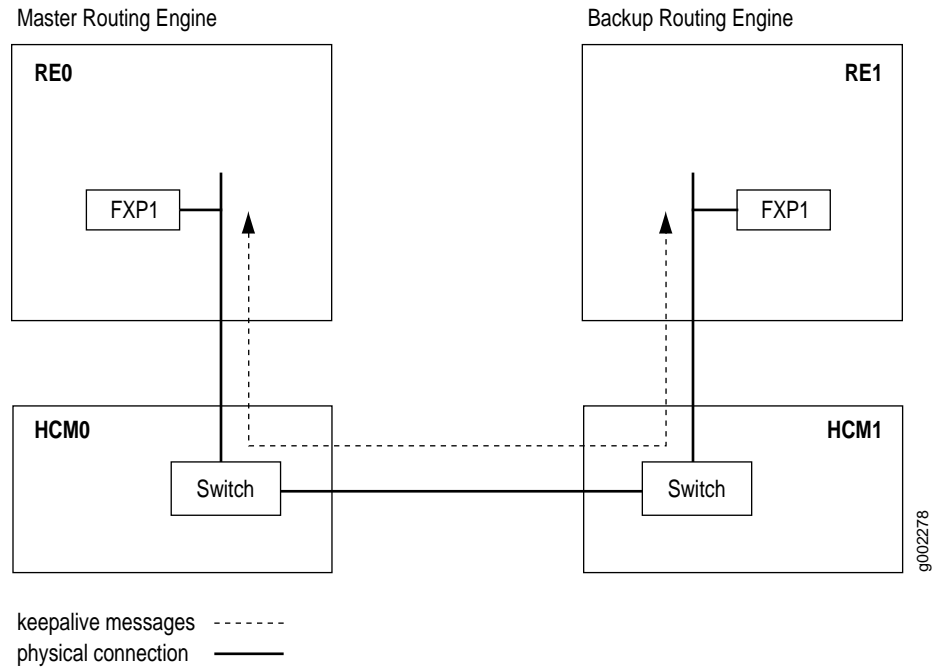 Master Routing Engine
Backup Routing Engine
RE0
RE1
FXP1
FXP1
HCM0
HCM1
Switch
Switch
g002278
keepalive messages
physical connection